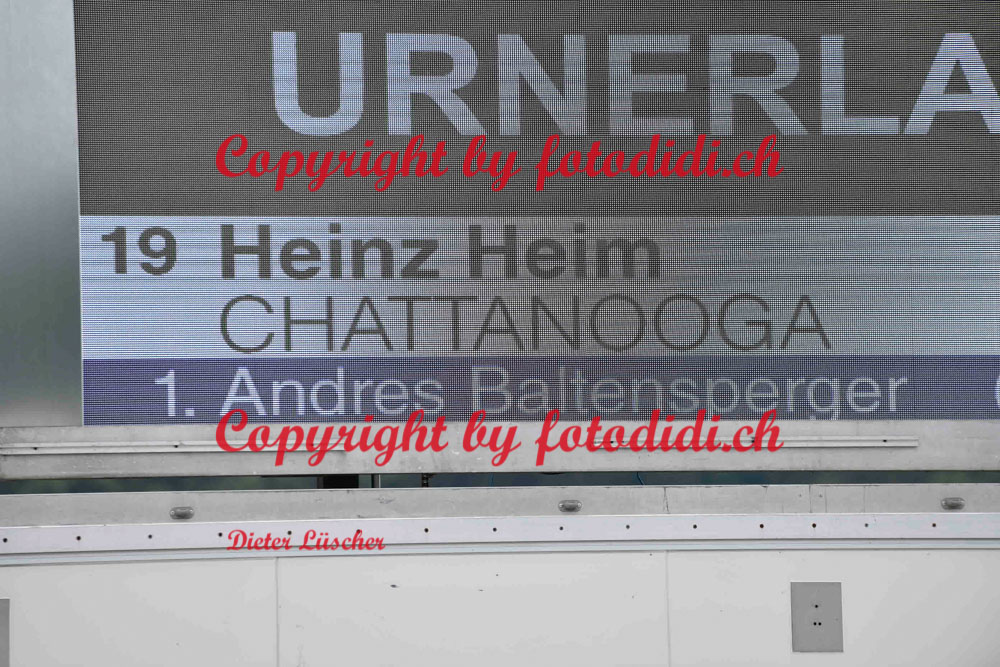 URNERLA
Copyright by fotodidi.ch
19 Heinz Heim
CHATTANOOGA
1. Andres Baltensperger
Copyright by fotodidi.ch
Dieter Lüscher